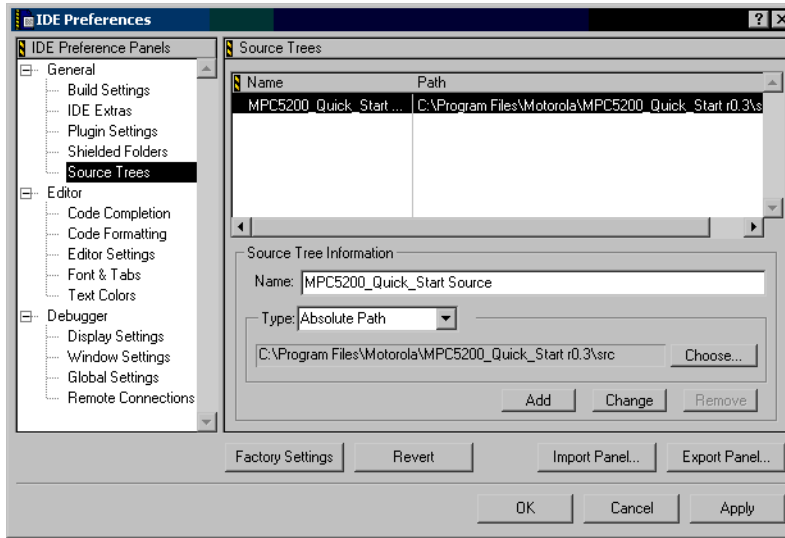 IDE Preferences
IDE Preference Panels
General
Build Settings
IDE Extras
Plugin Settings
Shielded Folders
Source Trees
Editor
Code Completion
Code Formatting
Editor Settings
Font & Tabs
Text Colors
Debugger
Display Settings
Window Settings
Global Settings
Remote Connections
Source Trees
Name Path
MPC5200_Quick_Start ... C:\Program Files\Motorola\MPC5200_Quick_Start r0.3\s
Source Tree Information
Name: MPC5200_Quick_Start Source
Type: Absolute Path
C:\Program Files\Motorola\MPC5200_Quick_Start r0.3\src Choose...
Add Change Remove
Factory Settings Revert Import Panel... Export Panel...
OK Cancel Apply